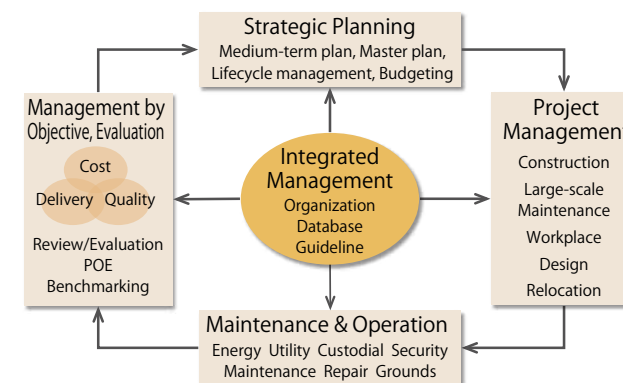 Strategic Planning
Medium-term plan, Master plan,
Lifecycle management, Budgeting
Management by
Objective, Evaluation
Cost
Delivery Quality
Review/Evaluation
POE
Benchmarking
Integrated
Management
Organization
Database
Guideline
Project
Management
Construction
Large-scale
Maintenance
Workplace
Design
Relocation
Maintenance & Operation
Energy Utility Custodial Security
Maintenance Repair Grounds